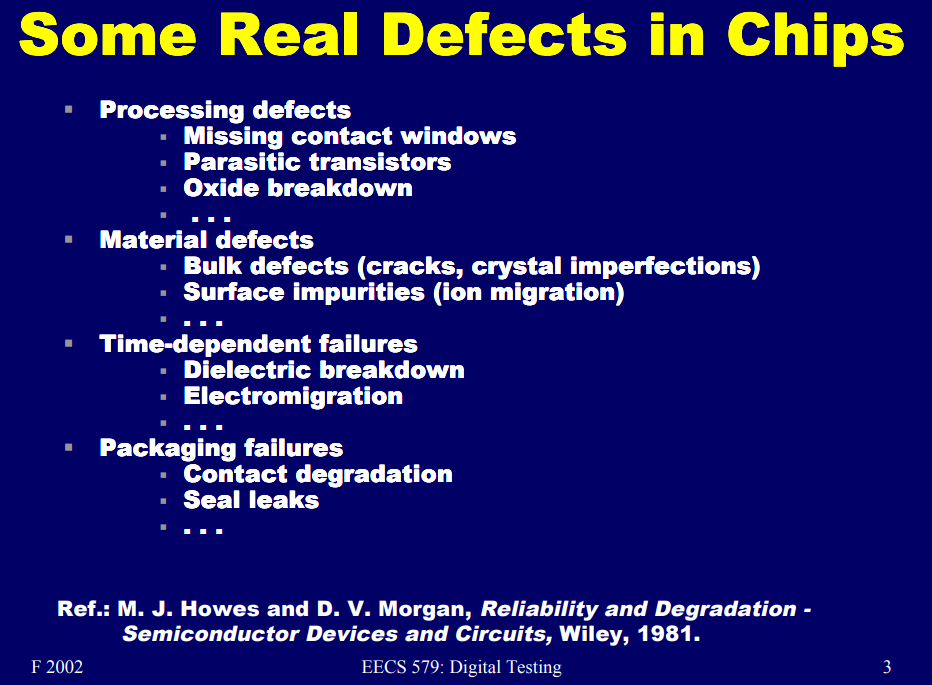 Some Real Defects in Chips
Processing defects
Missing contact windows
Parasitic transistors
Oxide breakdown
. . .
Material defects
Bulk defects (cracks, crystal imperfections)
Surface impurities (ion migration)
. . .
Time-dependent failures
Dielectric breakdown
Electromigration
. . .
Packaging failures
Contact degradation
Seal leaks
. . .
Ref.: M. J. Howes and D. V. Morgan, Reliability and Degradation -
Semiconductor Devices and Circuits, Wiley, 1981.
F 2002 EECS 579: Digital Testing 3